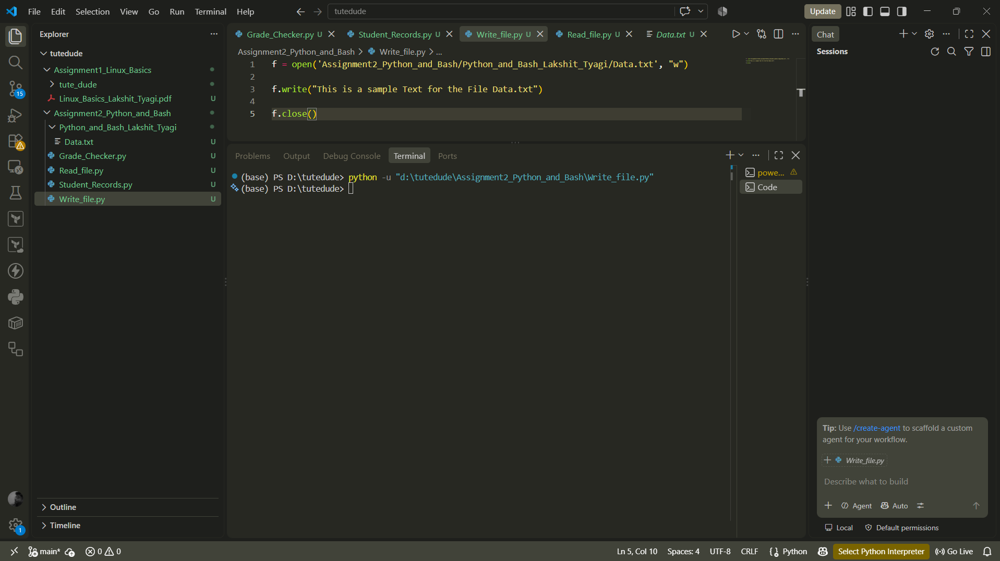 File Edit Selection View Go Run Terminal Help
tutedude
Update
Explorer
tutedude
Assignment1_Linux_Basics
tute_dude
Linux_Basics_Lakshit_Tyagi.pdf U
Assignment2_Python_and_Bash
Python_and_Bash_Lakshit_Tyagi
Data.txt U
Grade_Checker.py U
Read_file.py U
Student_Records.py U
Write_file.py U
Outline
Timeline
15
1
Grade_Checker.py U Student_Records.py U Write_file.py U Read_file.py U Data.txt U
Assignment2_Python_and_Bash > Write_file.py > ...
1 f = open('Assignment2_Python_and_Bash/Python_and_Bash_Lakshit_Tyagi/Data.txt', "w")
2
3 f.write("This is a sample Text for the File Data.txt")
4
5 f.close()
Problems Output Debug Console Terminal Ports
(base) PS D:\tutedude> python -u "d:\tutedude\Assignment2_Python_and_Bash\Write_file.py"
(base) PS D:\tutedude>
powe...
Code
Chat
Sessions
Tip: Use /create-agent to scaffold a custom
agent for your workflow.
Write_file.py
Describe what to build
Agent Auto
Local Default permissions
main* 0 0 Ln 5, Col 10 Spaces: 4 UTF-8 CRLF Python Select Python Interpreter Go Live